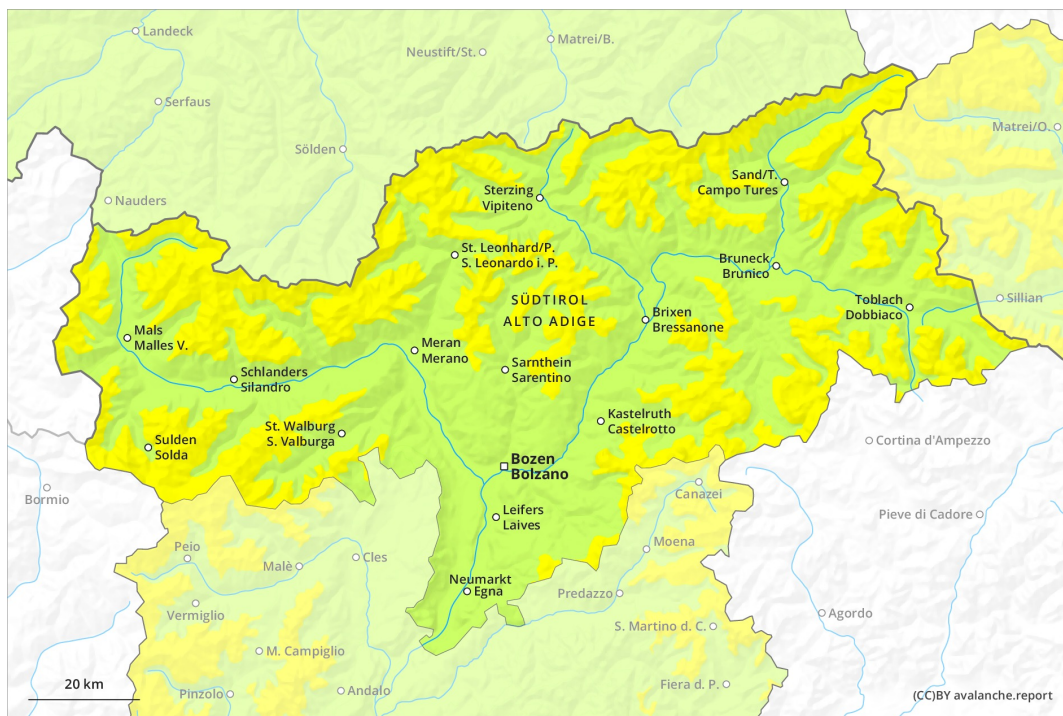 Landeck
Matrei/B.
Neustift/St.
Serfaus
Matrei/O.
Sölden
Sand/T.
Campo Tures
Sterzing
Vipiteno
Nauders
St. Leonhard/P.
S. Leonardo i. P.
Bruneck
Brunico
SÜDTIROL
ALTO ADIGE
Toblach
Dobbiaco
Sillian
Brixen
Bressanone
Mals
Malles V.
Meran
Merano
Sarnthein
Sarentino
Schlanders
Silandro
Kastelruth
Castelrotto
St. Walburg
S. Valburga
Sulden
Solda
Cortina d'Ampezzo
Bozen
Bolzano
Bormio
Canazei
Leifers
Laives
Pieve di Cadore
Moena
Peio
Cles
Malè
Neumarkt
Egna
Predazzo
Vermiglio
Agordo
S. Martino d. C.
M. Campiglio
20 km
Pinzolo
Andalo
Fiera d. P.
(CC)BY avalanche.report